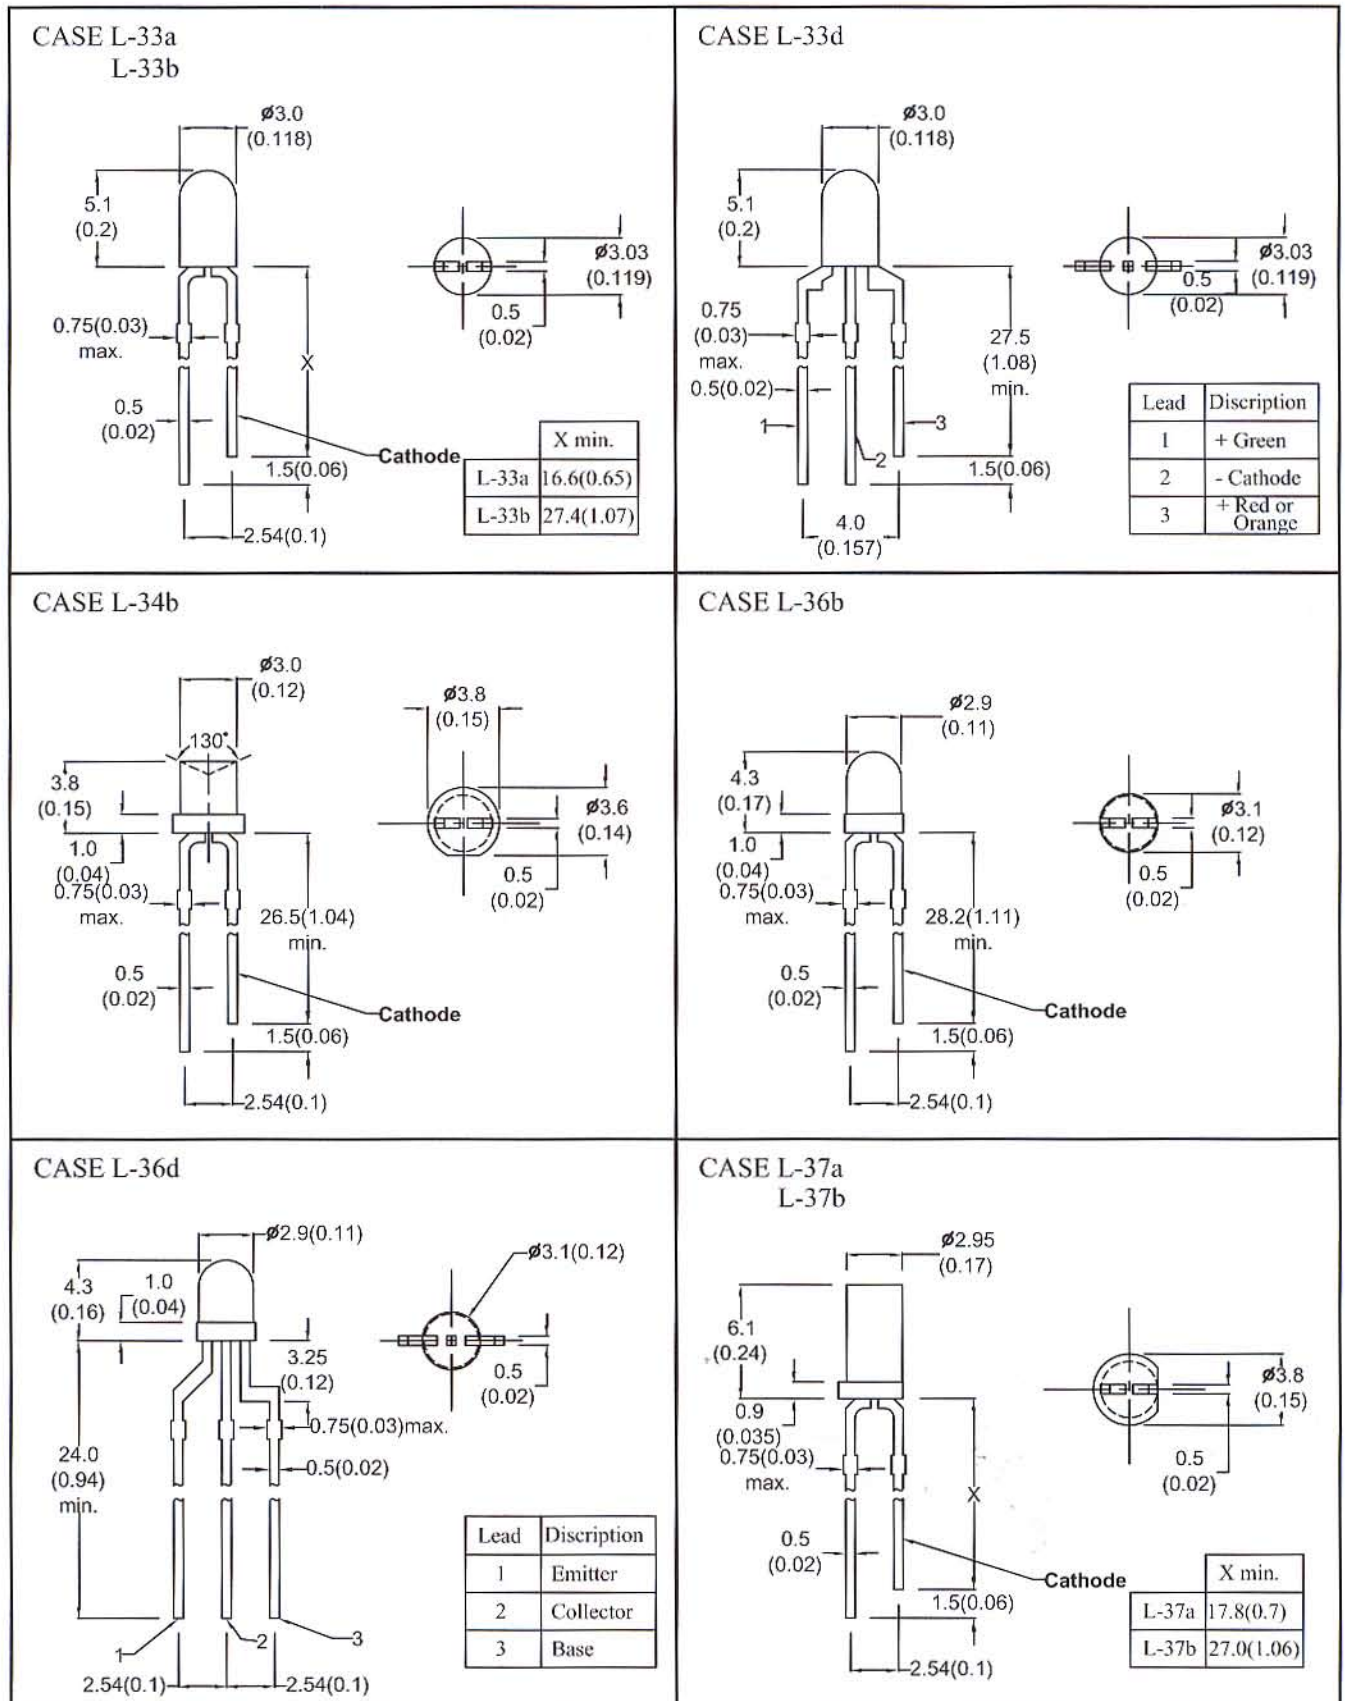 CASE L-33a
L-33b
ø3.0
(0.118)
5.1
(0.2)
ø3.03
(0.119)
0.5
(0.02)
0.75(0.03)
max.
X
0.5
(0.02)
Cathode
1.5(0.06)
2.54(0.1)
X min.
L-33a 16.6(0.65)
L-33b 27.4(1.07)
CASE L-33d
ø3.0
(0.118)
5.1
(0.2)
ø3.03
(0.119)
0.5
(0.02)
0.75
(0.03)
max.
27.5
(1.08)
min.
0.5(0.02)
1
3
2
1.5(0.06)
4.0
(0.157)
Lead Discription
1 + Green
2 - Cathode
3 + Red or
Orange
CASE L-34b
ø3.0
(0.12)
130°
3.8
(0.15)
1.0
(0.04)
0.75(0.03)
max.
ø3.8
(0.15)
ø3.6
(0.14)
0.5
(0.02)
26.5(1.04)
min.
0.5
(0.02)
Cathode
1.5(0.06)
2.54(0.1)
CASE L-36b
ø2.9
(0.11)
4.3
(0.17)
1.0
(0.04)
0.75(0.03)
max.
ø3.1
(0.12)
0.5
(0.02)
28.2(1.11)
min.
0.5
(0.02)
Cathode
1.5(0.06)
2.54(0.1)
CASE L-36d
ø2.9(0.11)
ø3.1(0.12)
4.3
(0.16)
1.0
(0.04)
3.25
(0.12)
0.5
(0.02)
0.75(0.03)max.
24.0
(0.94)
min.
0.5(0.02)
1
2
3
2.54(0.1)
2.54(0.1)
Lead Discription
1 Emitter
2 Collector
3 Base
CASE L-37a
L-37b
ø2.95
(0.17)
6.1
(0.24)
0.9
(0.035)
0.75(0.03)
max.
ø3.8
(0.15)
0.5
(0.02)
X
0.5
(0.02)
Cathode
1.5(0.06)
2.54(0.1)
X min.
L-37a 17.8(0.7)
L-37b 27.0(1.06)